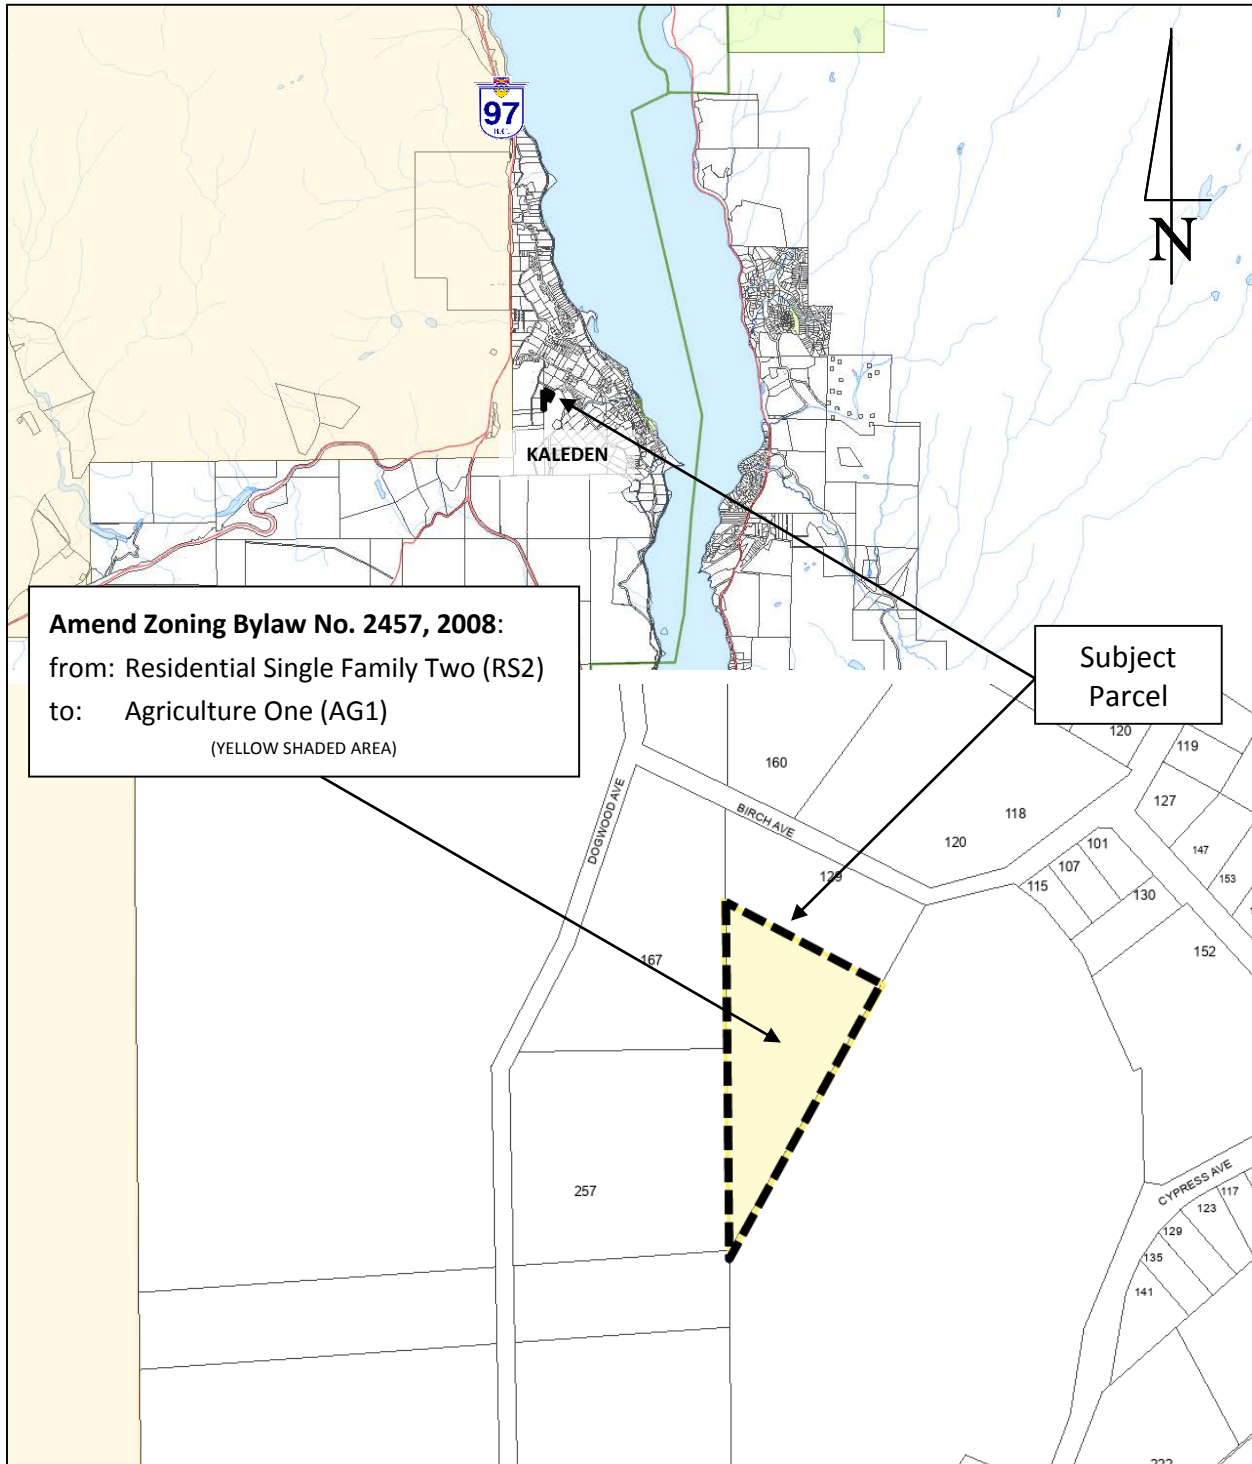 97
B.C.
N
KALEDEN
Amend Zoning Bylaw No. 2457, 2008:
from: Residential Single Family Two (RS2)
to: Agriculture One (AG1)
(YELLOW SHADED AREA)
Subject
Parcel
160
120
119
DOGWOOD AVE
BIRCH AVE
118
127
120
101
147
107
129
115
130
153
167
152
CYPRESS AVE
117
257
123
129
135
141